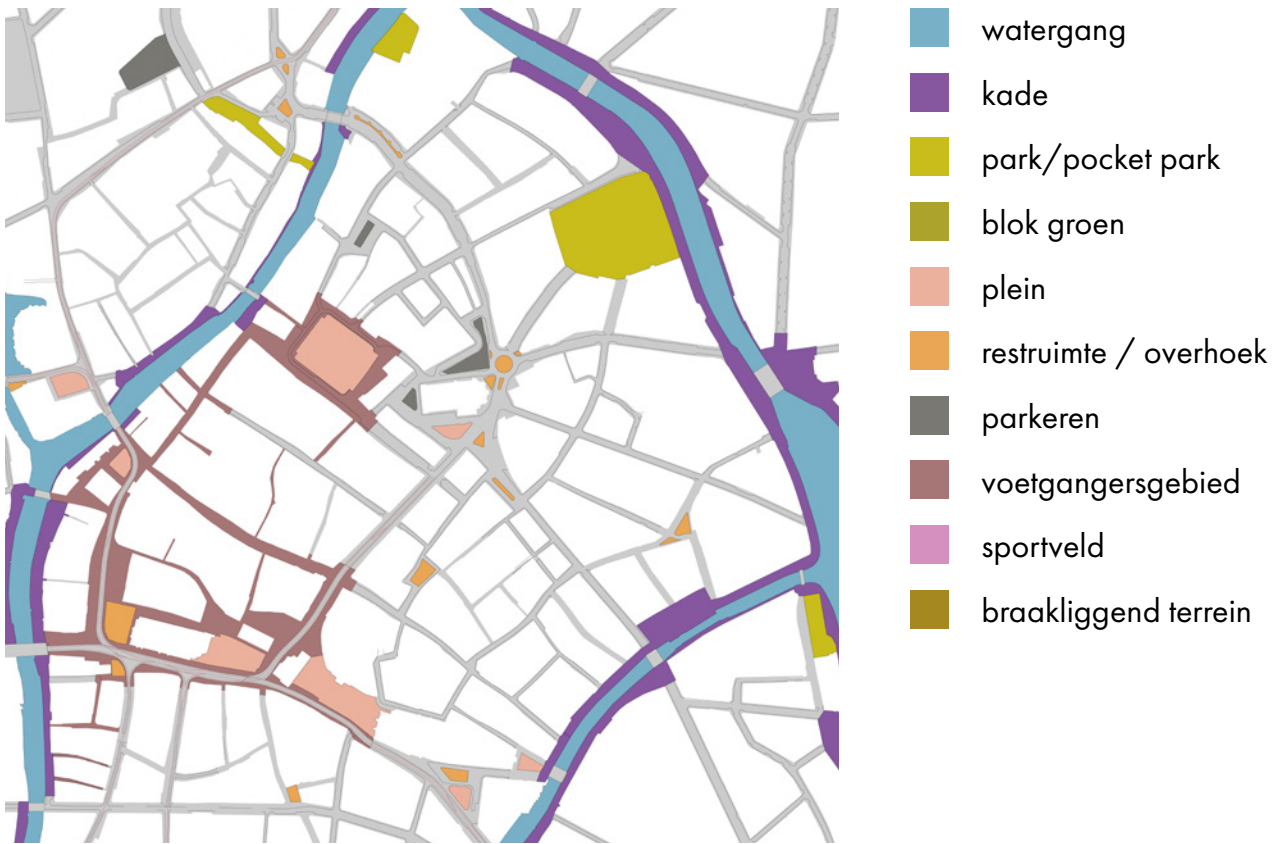 watergang
kade
park/pocket park
blok groen
plein
restruimte / overhoek
parkeren
voetgangersgebied
sportveld
braakliggend terrein